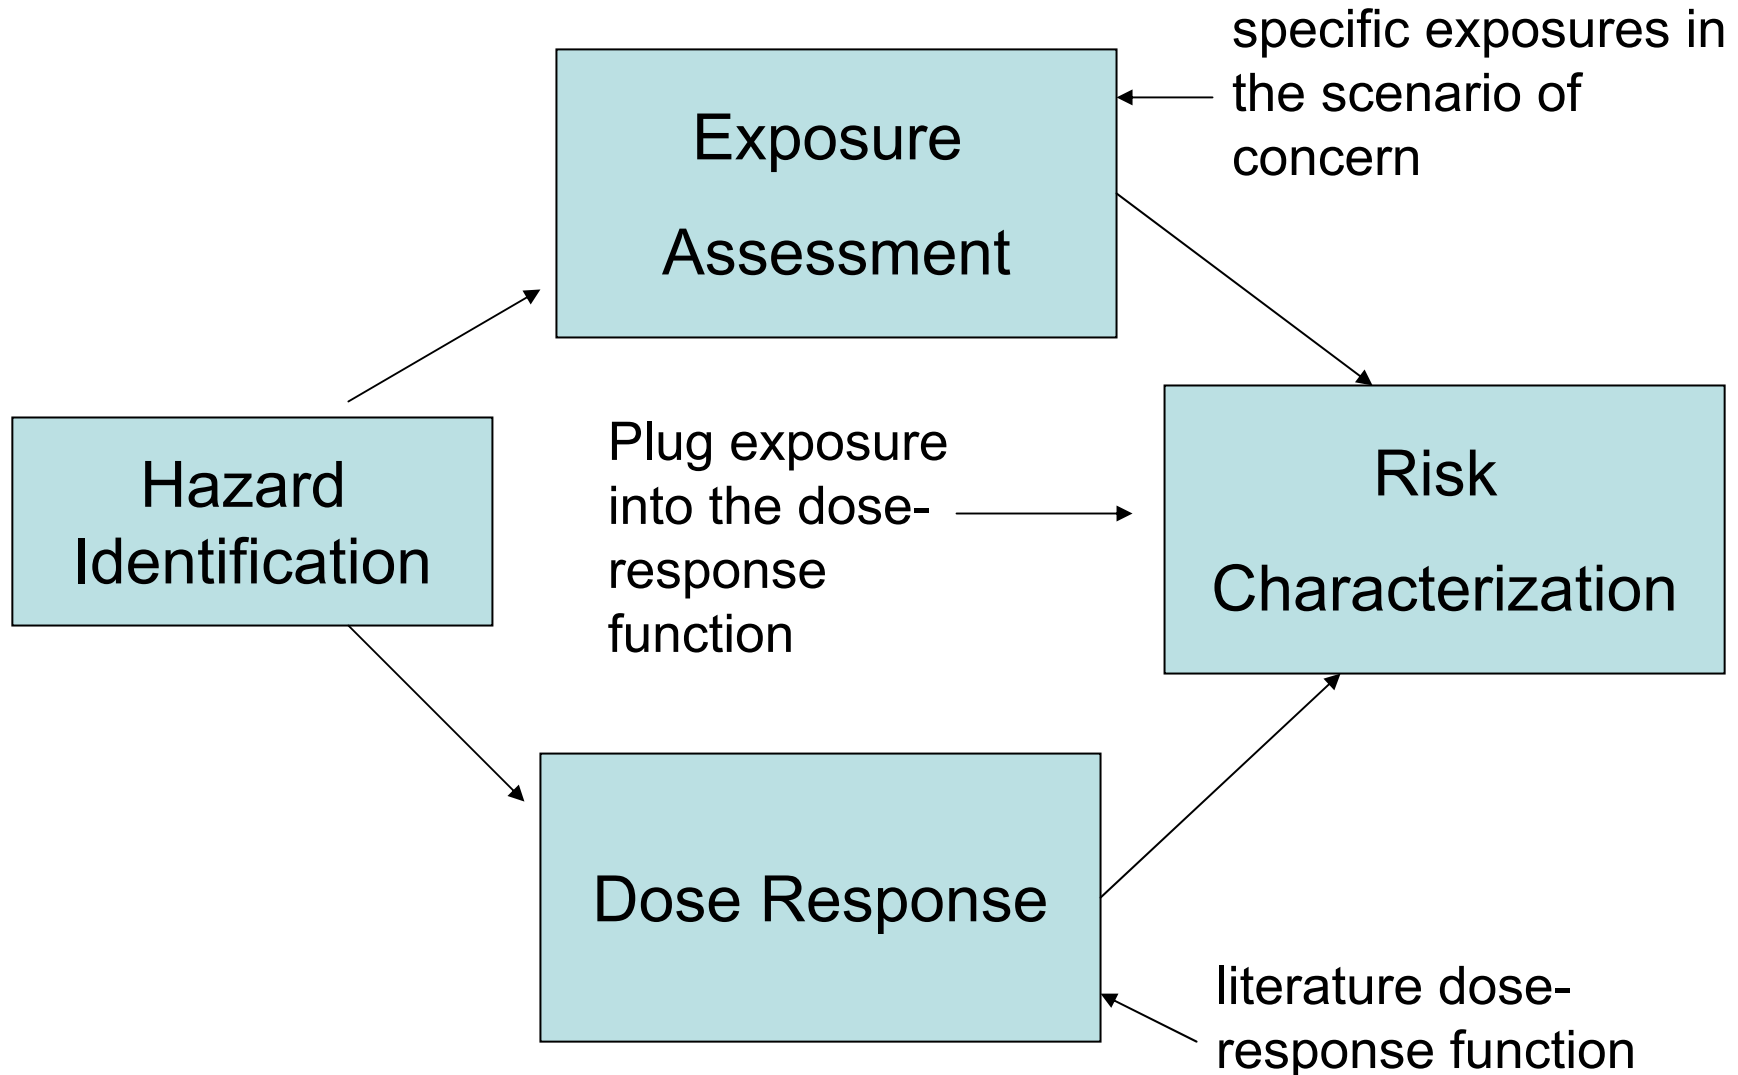 specific exposures in
the scenario of
concern
Exposure
Assessment
Hazard
Identification
Plug exposure
into the dose-
response
function
Risk
Characterization
Dose Response
literature dose-
response function